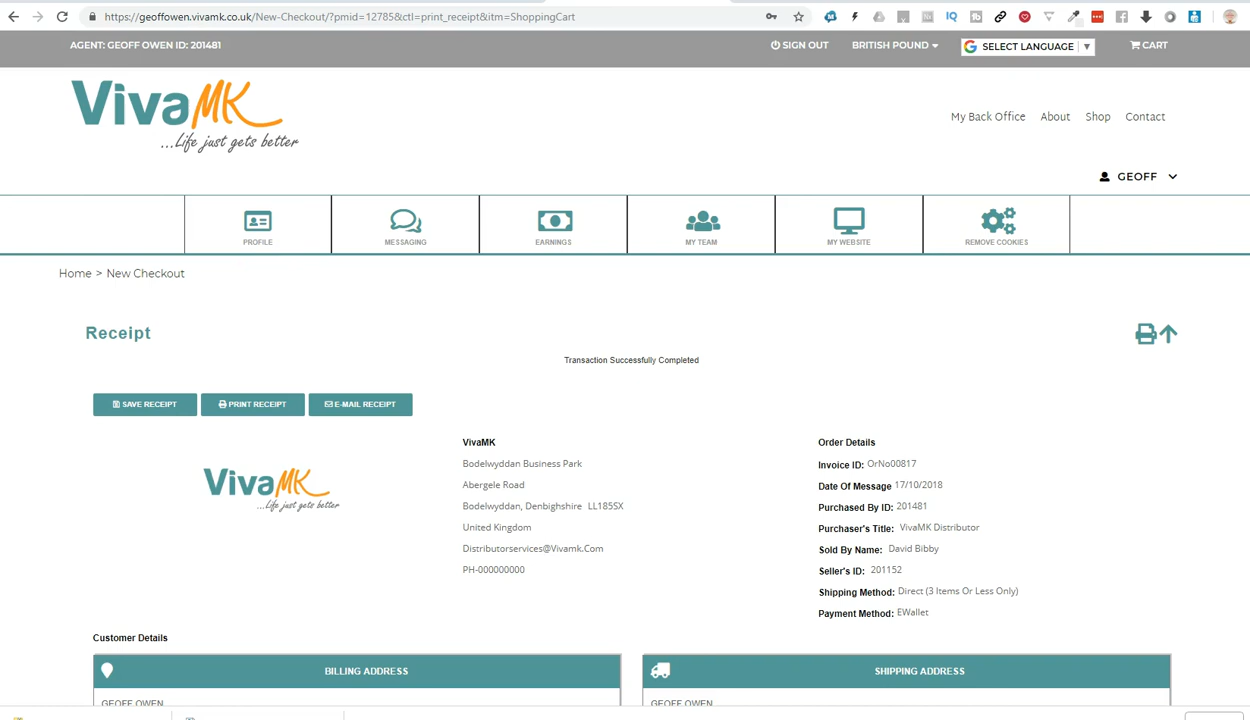 https://geoffowen.vivamk.co.uk/New-Checkout/?pmid=12785&ctl=print_receipt&itm=ShoppingCart
AGENT: GEOFF OWEN ID: 201481
SIGN OUT
BRITISH POUND
SELECT LANGUAGE
CART
VivaMK
...Life just gets better
My Back Office
About
Shop
Contact
GEOFF
PROFILE
MESSAGING
EARNINGS
MY TEAM
MY WEBSITE
REMOVE COOKIES
Home > New Checkout
Receipt
Transaction Successfully Completed
SAVE RECEIPT
PRINT RECEIPT
E-MAIL RECEIPT
VivaMK
...Life just gets better
VivaMK
Bodelwyddan Business Park
Abergele Road
Bodelwyddan, Denbighshire LL185SX
United Kingdom
Distributorservices@Vivamk.Com
PH-000000000
Order Details
Invoice ID: OrNo00817
Date Of Message 17/10/2018
Purchased By ID: 201481
Purchaser's Title: VivaMK Distributor
Sold By Name: David Bibby
Seller's ID: 201152
Shipping Method: Direct (3 Items Or Less Only)
Payment Method: EWallet
Customer Details
BILLING ADDRESS
SHIPPING ADDRESS
GEOFF OWEN
GEOFF OWEN